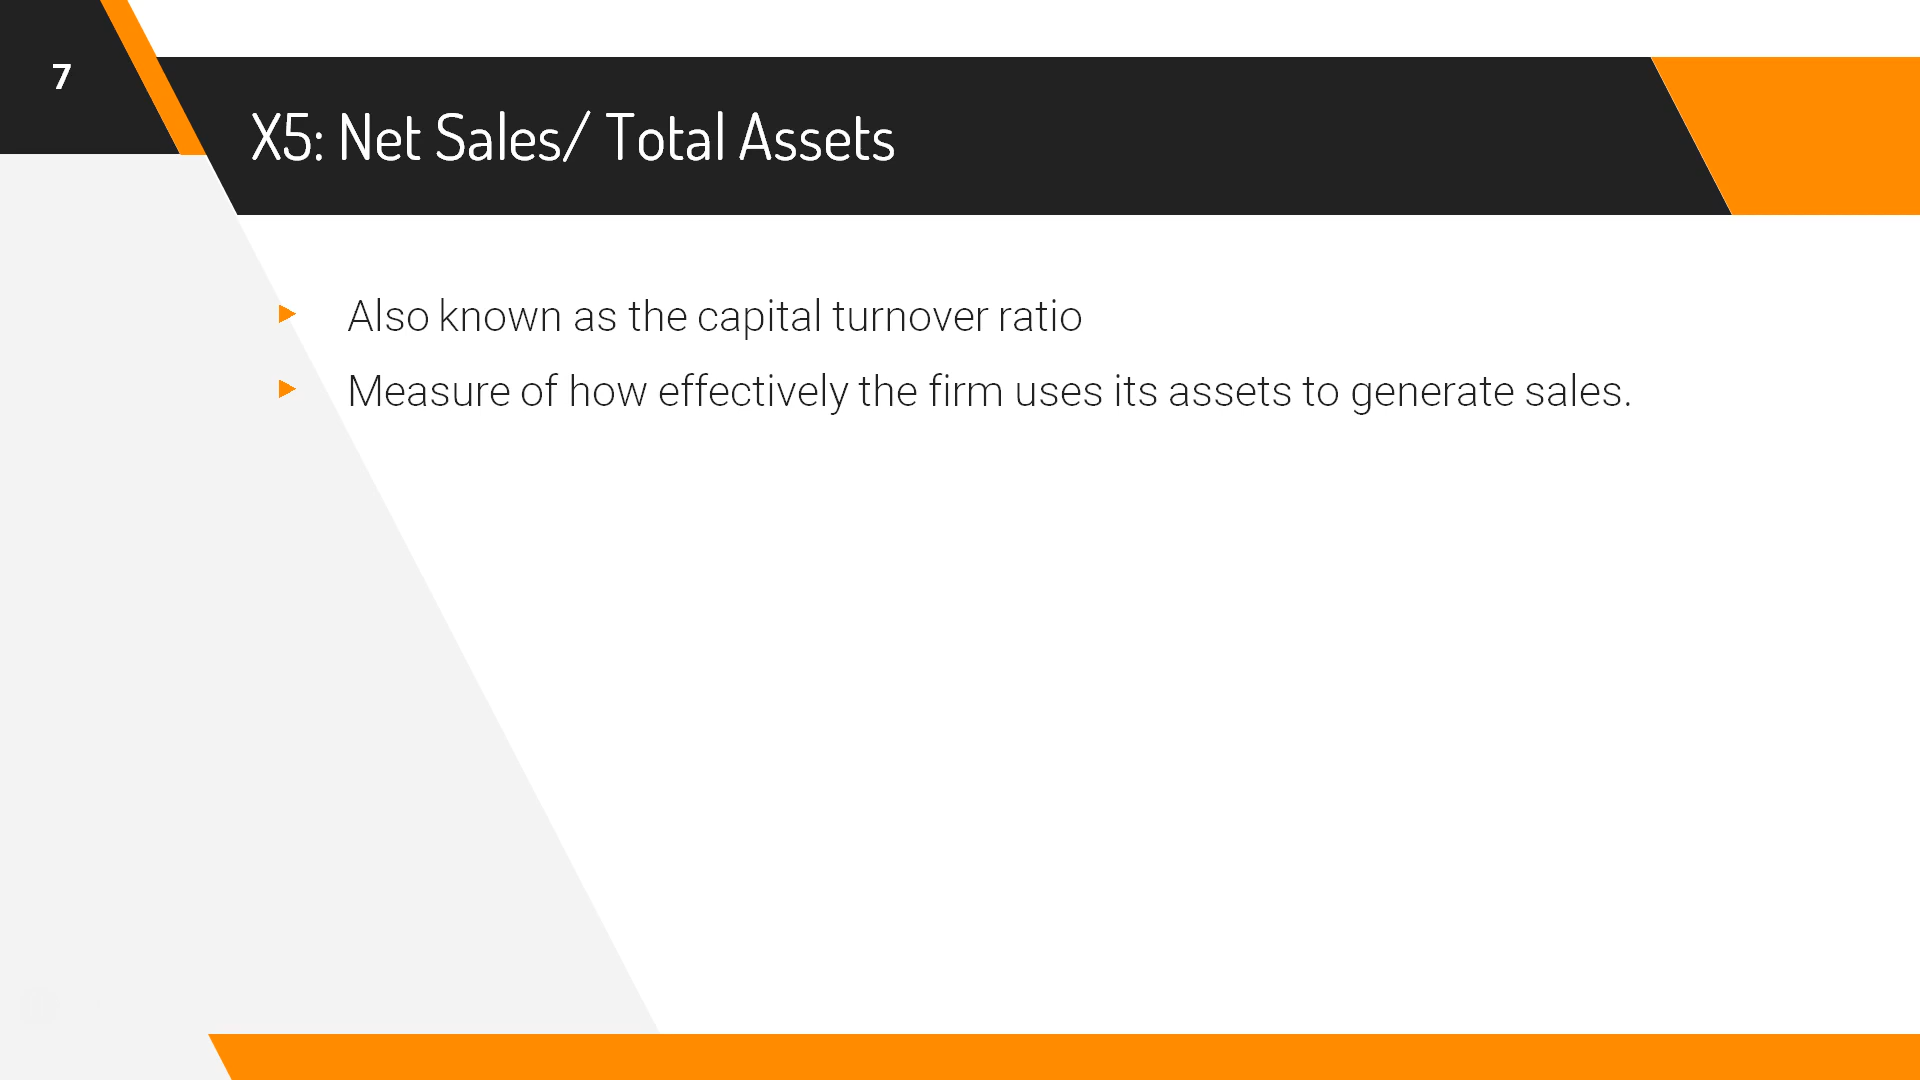 7
X5: Net Sales/ Total Assets
Also known as the capital turnover ratio
Measure of how effectively the firm uses its assets to generate sales.